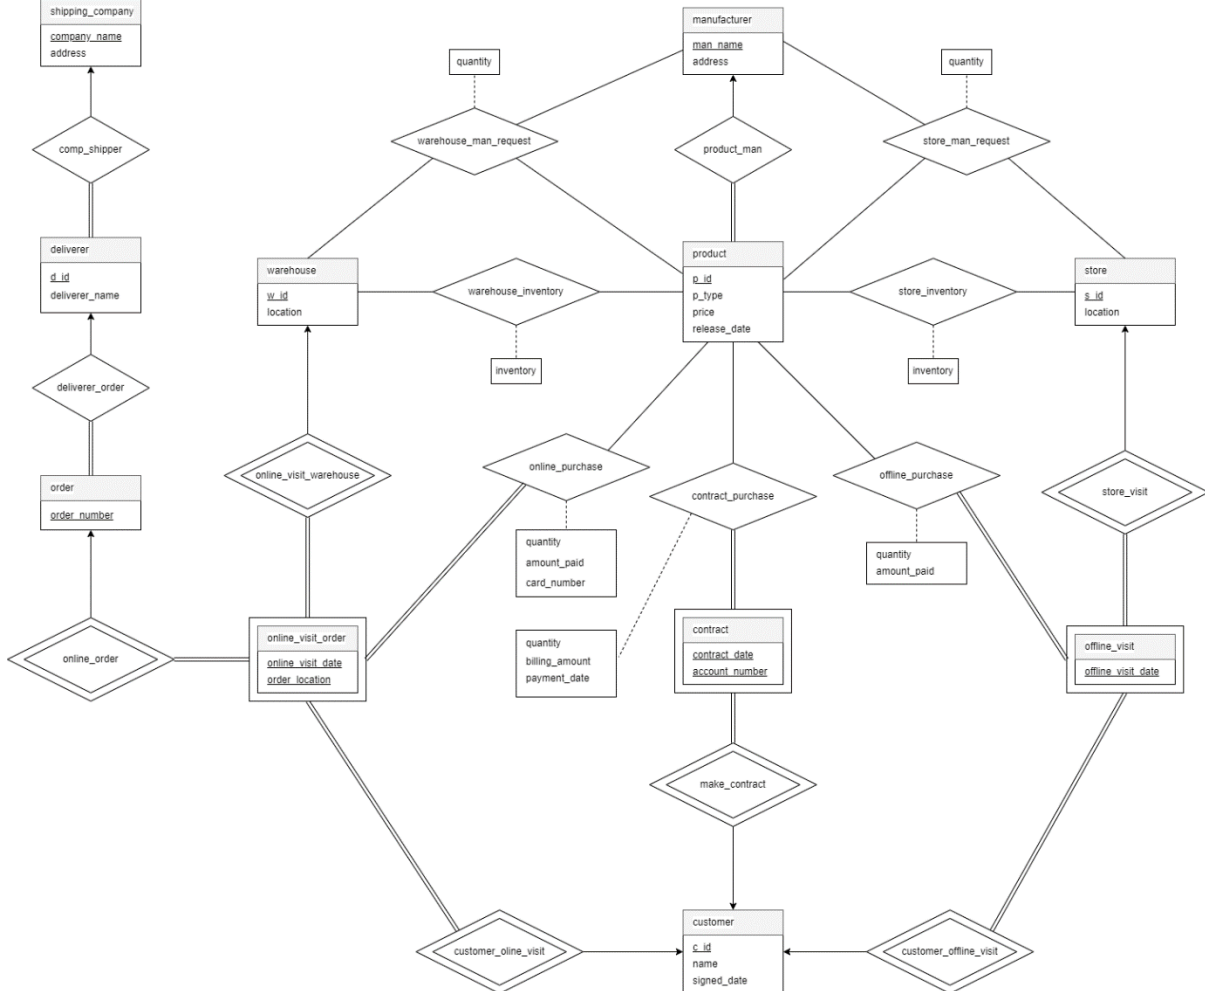 shipping_company
company_name
address
manufacturer
man_name
address
quantity
quantity
comp_shipper
warehouse_man_request
product_man
store_man_request
deliverer
d_id
deliverer_name
warehouse
w_id
location
warehouse_inventory
product
p_id
p_type
price
release_date
store_inventory
store
s_id
location
inventory
inventory
deliverer_order
online_visit_warehouse
online_purchase
contract_purchase
offline_purchase
store_visit
order
order_number
quantity
amount_paid
card_number
quantity
amount_paid
online_order
online_visit_order
online_visit_date
order_location
quantity
billing_amount
payment_date
contract
contract_date
account_number
offline_visit
offline_visit_date
make_contract
customer_oline_visit
customer
c_id
name
signed_date
customer_offline_visit